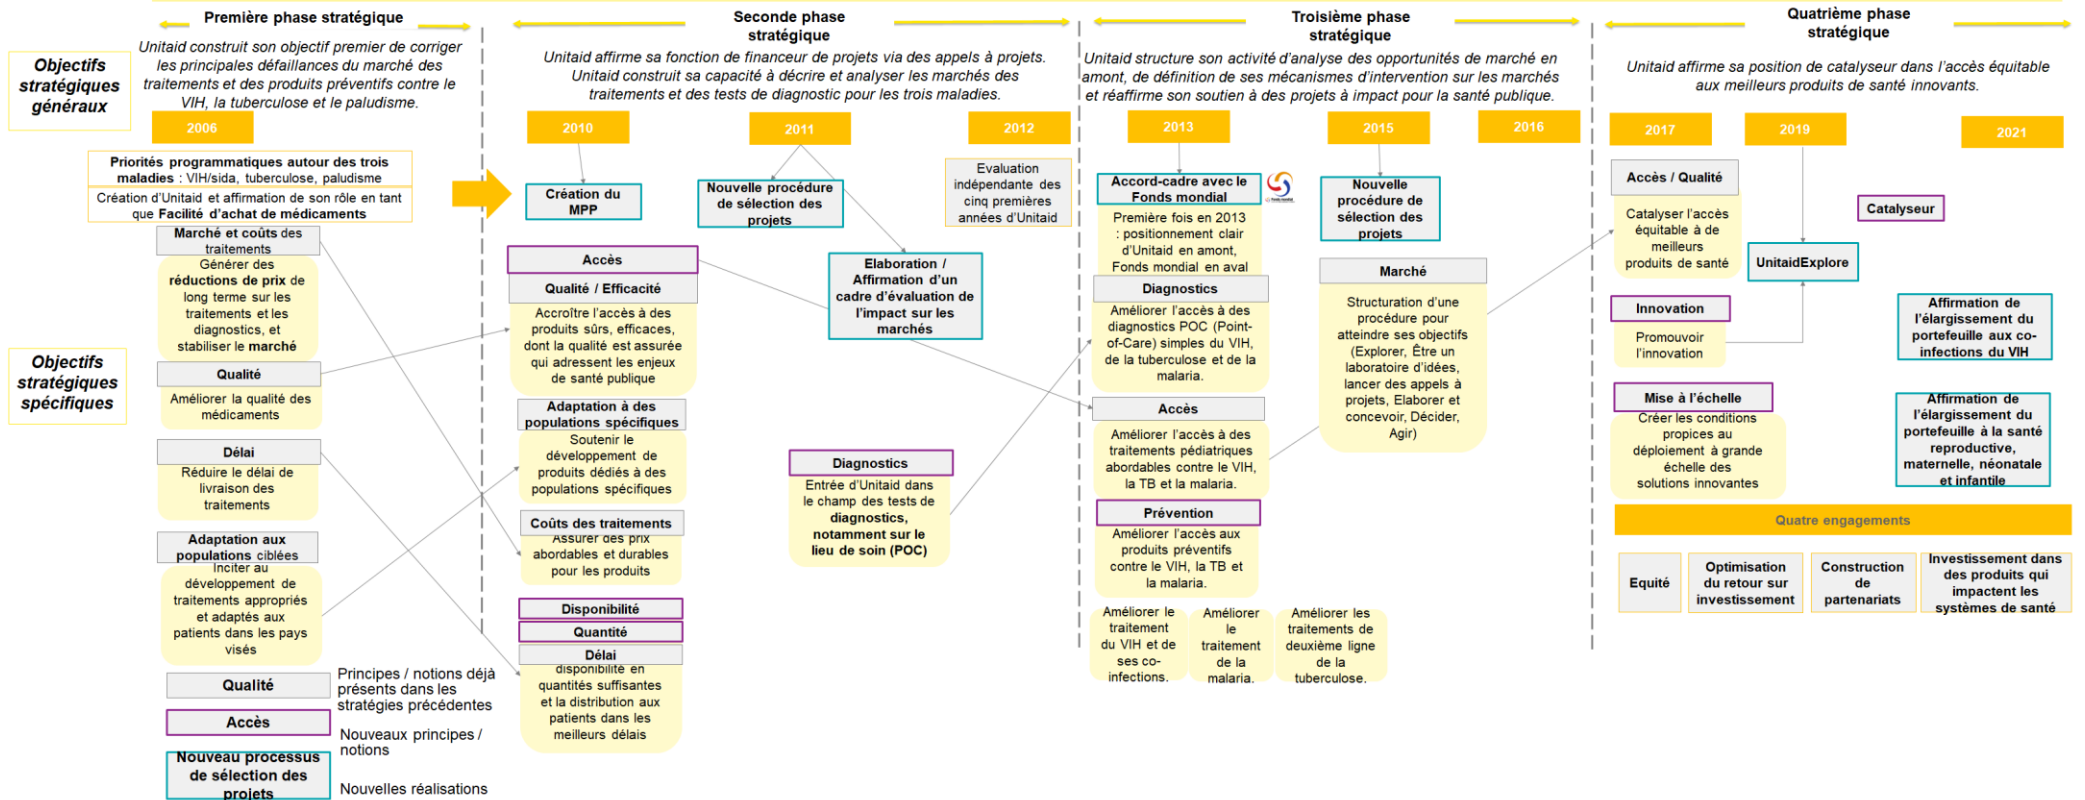 Première phase stratégique
Unitaid construit son objectif premier de corriger
les principales défaillances du marché des
traitements et des produits préventifs contre le
VIH, la tuberculose et le paludisme.
Seconde phase
stratégique
Unitaid affirme sa fonction de financeur de projets via des appels à projets.
Unitaid construit sa capacité à décrire et analyser les marchés des
traitements et des tests de diagnostic pour les trois maladies.
Troisième phase
stratégique
Unitaid structure son activité d'analyse des opportunités de marché en
amont, de définition de ses mécanismes d'intervention sur les marchés
et réaffirme son soutien à des projets à impact pour la santé publique.
Quatrième phase
stratégique
Unitaid affirme sa position de catalyseur dans l'accès équitable
aux meilleurs produits de santé innovants.
Objectifs
stratégiques
généraux
2006
2010
2011
2012
2013
2015
2016
2017
2019
2021
Objectifs
stratégiques
spécifiques
Priorités programmatiques autour des trois
maladies : VIH/sida, tuberculose, paludisme
Création d'Unitaid et affirmation de son rôle en tant
que Facilité d'achat de médicaments
Marché et coûts des
traitements
Générer des
réductions de prix de
long terme sur les
traitements et les
diagnostics, et
stabiliser le marché
Qualité
Améliorer la qualité des
médicaments
Délai
Réduire le délai de
livraison des
traitements
Adaptation aux
populations ciblées
Inciter au
développement de
traitements appropriés
et adaptés aux
patients dans les pays
visés
Création du
MPP
Accès
Qualité / Efficacité
Accroître l'accès à des
produits sûrs, efficaces,
dont la qualité est assurée
qui adressent les enjeux
de santé publique
Adaptation à des
populations spécifiques
Soutenir le
développement de
produits dédiés à des
populations spécifiques
Coûts des traitements
Assurer des prix
abordables et durables
pour les produits
Disponibilité
Quantité
Délai
disponibilité en
quantités suffisantes
et la distribution aux
patients dans les
meilleurs délais
Nouvelle procédure
de sélection des
projets
Elaboration /
Affirmation d'un
cadre d'évaluation de
l'impact sur les
marchés
Diagnostics
Entrée d'Unitaid dans
le champ des tests de
diagnostics,
notamment sur le
lieu de soin (POC)
Evaluation
indépendante des
cinq premières
années d'Unitaid
Accord-cadre avec le
Fonds mondial
Première fois en 2013
: positionnement clair
d'Unitaid en amont,
Fonds mondial en aval
Diagnostics
Améliorer l'accès à des
diagnostics POC (Point-
of-Care) simples du VIH,
de la tuberculose et de la
malaria.
Accès
Améliorer l'accès à des
traitements pédiatriques
abordables contre le VIH,
la TB et la malaria.
Prévention
Améliorer l'accès aux
produits préventifs
contre le VIH, la TB et
la malaria.
Améliorer le
traitement
du VIH et de
ses co-
infections.
Améliorer
le
traitement
de la
malaria.
Améliorer les
traitements de
deuxième ligne
de la
tuberculose.
Nouvelle
procédure de
sélection des
projets
Marché
Structuration d'une
procédure pour
atteindre ses objectifs
(Explorer, Être un
laboratoire d'idées,
lancer des appels à
projets, Elaborer et
concevoir, Décider,
Agir)
Accès / Qualité
Catalyser l'accès
équitable à de
meilleurs
produits de santé
Innovation
Promouvoir
l'innovation
Mise à l'échelle
Créer les conditions
propices au
déploiement à grande
échelle des
solutions innovantes
UnitaidExplore
Catalyseur
Affirmation de
l'élargissement du
portefeuille aux co-
infections du VIH
Affirmation de
l'élargissement du
portefeuille à la santé
reproductive,
maternelle, néonatale
et infantile
Quatre engagements
Equité
Optimisation
du retour sur
investissement
Construction
de
partenariats
Investissement dans
des produits qui
impactent les
systèmes de santé
Qualité
Principes / notions déjà
présents dans les
stratégies précédentes
Accès
Nouveaux principes /
notions
Nouveau processus
de sélection des
projets
Nouvelles réalisations